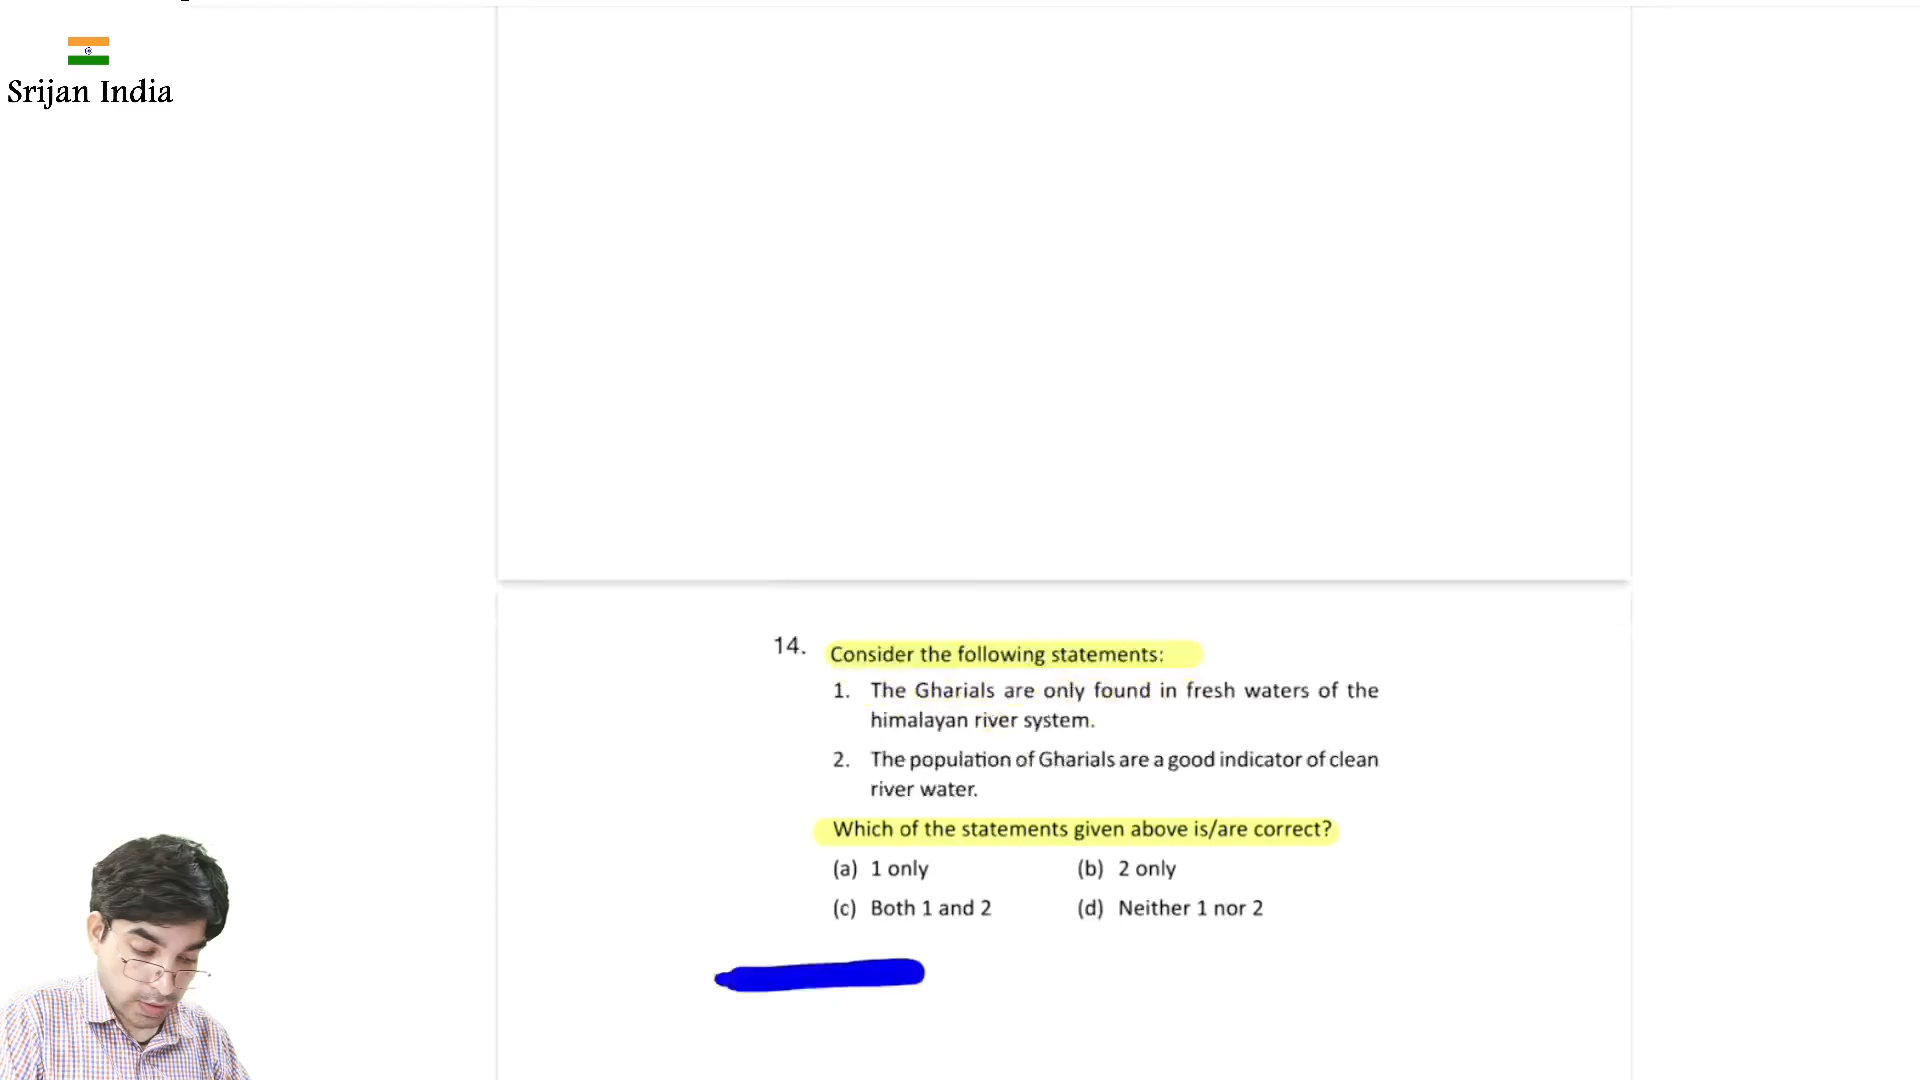 Srijan India
14.
Consider the following statements:
1. The Gharials are only found in fresh waters of the
himalayan river system.
2. The population of Gharials are a good indicator of clean
river water.
Which of the statements given above is/are correct?
(a) 1 only (b) 2 only
(c) Both 1 and 2 (d) Neither 1 nor 2